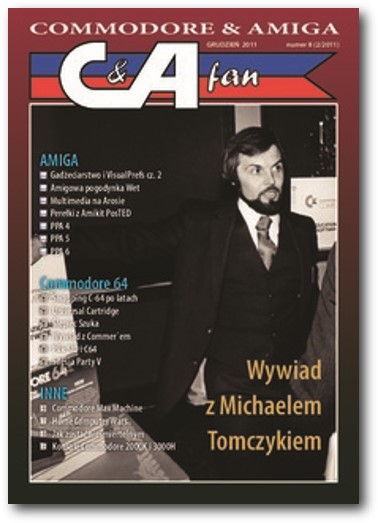 COMMODORE & AMIGA
GRUDZIEŃ 2011
numer 8 (2/2011)
C&A fan
AMIGA
Gadżeciarstwo i VisualPrefs cz. 2
Amigowa pogodynka Wet
Multimedia na Arosie
Perełki z Amikit PosTED
PPA 4
PPA 5
PPA 6
Commodore 64
C-64 po latach
Cartridge
Szuka
z Commer`em
i C64
Party V
INNE
Commodore Max Machine
Home Computer Wars
Jak zostać
Commodore 2000K i 3000H
Wywiad
z Michaelem
Tomczykiem